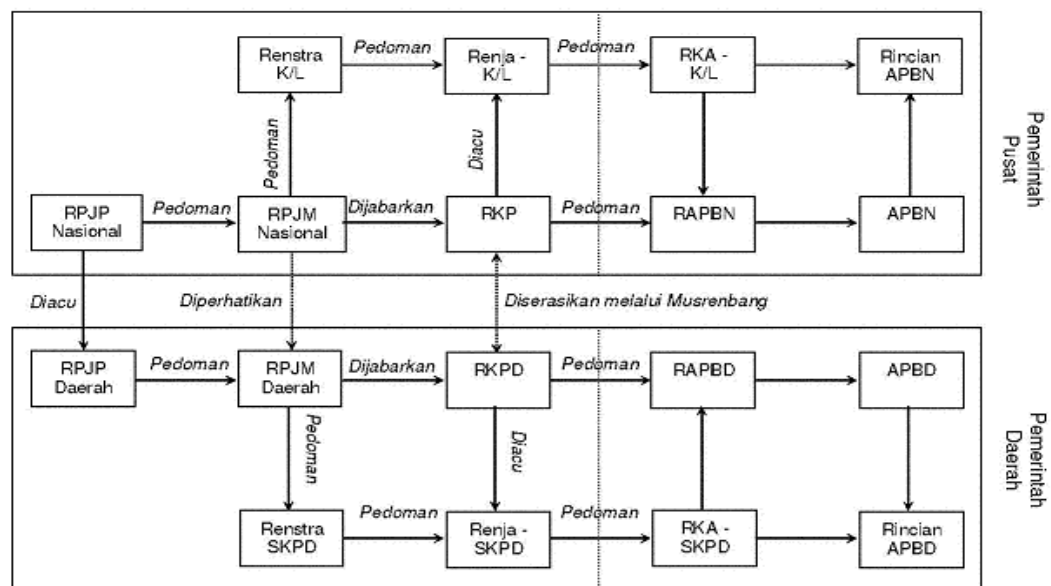 Pedoman
Pedoman
Renstra
K/L
Renja -
K/L
RKA -
K/L
Rincian
APBN
Pedoman
Diacu
Pemerintah
Pusat
RPJP
Nasional
Pedoman
RPJM
Nasional
Dijabarkan
RKP
Pedoman
RAPBN
APBN
Diacu
Diperhatikan
Diserasikan melalui Musrenbang
RPJP
Daerah
Pedoman
RPJM
Daerah
Dijabarkan
RKPD
Pedoman
RAPBD
APBD
Pedoman
Diacu
Pemerintah
Daerah
Renstra
SKPD
Pedoman
Renja -
SKPD
Pedoman
RKA -
SKPD
Rincian
APBD